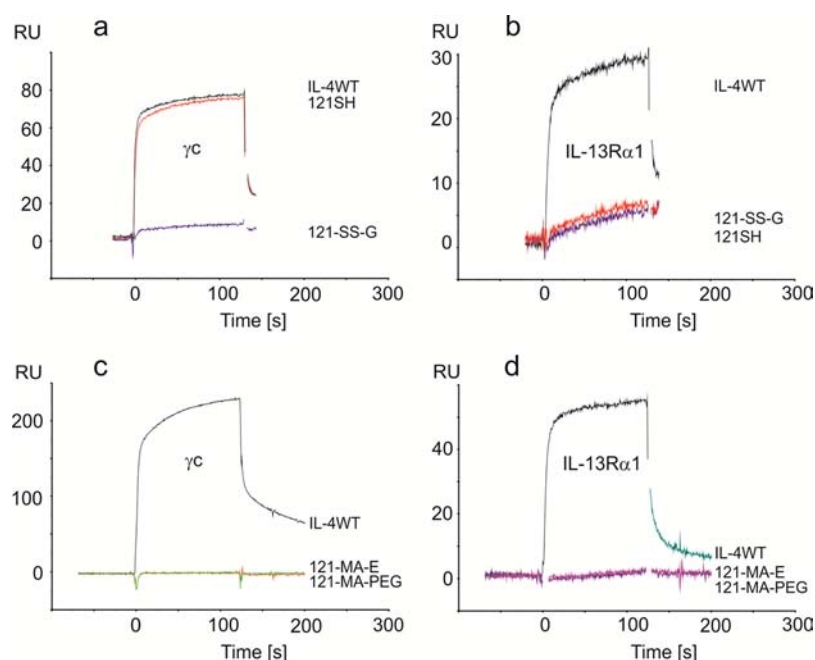 a
RU
80
60
40
20
0
IL-4WT
121SH
γc
121-SS-G
0 100 200 300
Time [s]
b
RU
30
20
10
5
0
IL-4WT
IL-13Rα1
121-SS-G
121SH
0 100 200 300
Time [s]
c
RU
200
100
0
γc
IL-4WT
121-MA-E
121-MA-PEG
0 100 200 300
Time [s]
d
RU
40
20
0
IL-13Rα1
IL-4WT
121-MA-E
121-MA-PEG
0 100 200 300
Time [s]